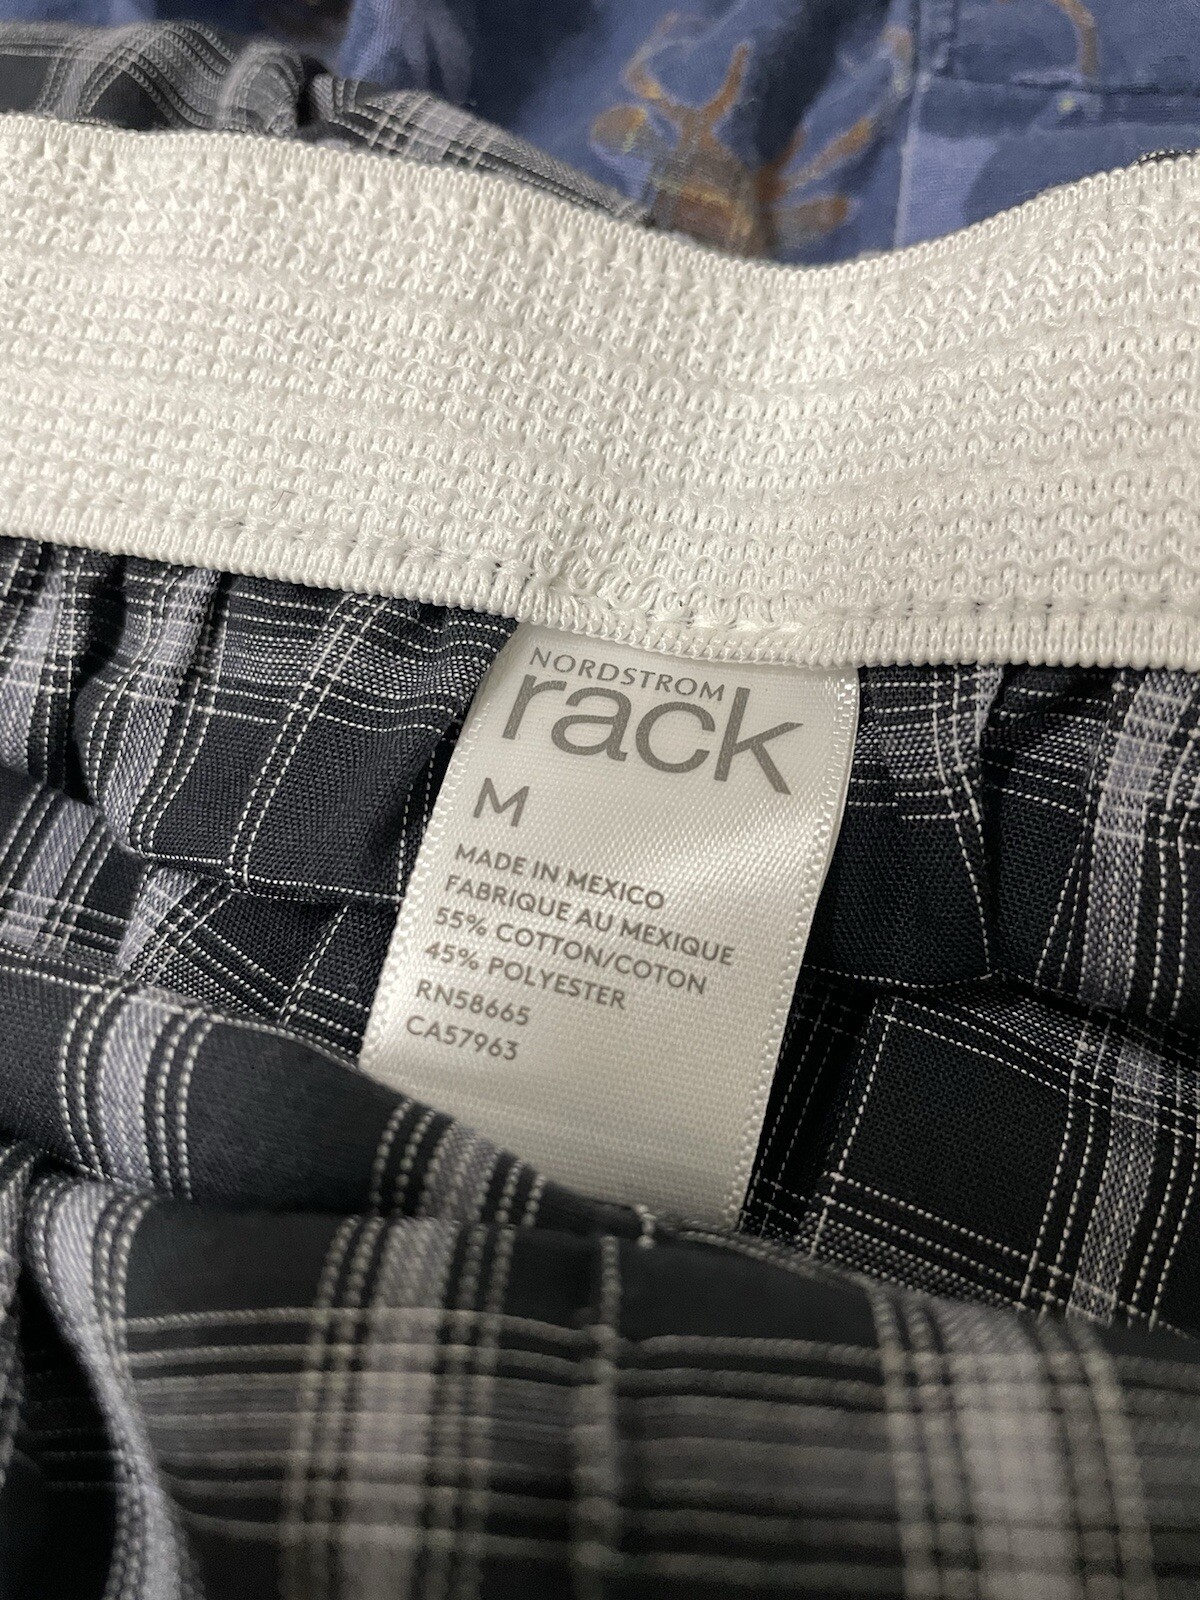 NORDSTROM
rack
M
MADE IN MEXICO
FABRIQUE AU MEXIQUE
55% COTTON/COTON
45% POLYESTER
RN58665
CA57963